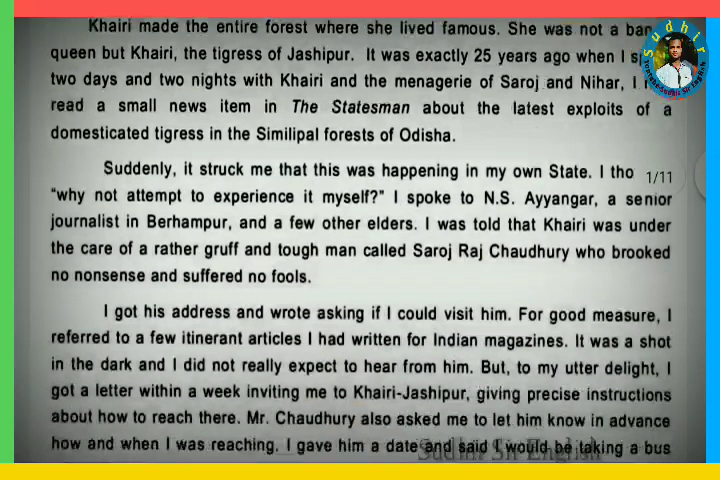 Khairi made the entire forest where she lived famous. She was not a ban
queen but Khairi, the tigress of Jashipur. It was exactly 25 years ago when I sp
two days and two nights with Khairi and the menagerie of Saroj and Nihar, I
read a small news item in The Statesman about the latest exploits of a
domesticated tigress in the Similipal forests of Odisha.
Suddenly, it struck me that this was happening in my own State. I tho
1/11
“why not attempt to experience it myself?” I spoke to N.S. Ayyangar, a senior
journalist in Berhampur, and a few other elders. I was told that Khairi was under
the care of a rather gruff and tough man called Saroj Raj Chaudhury who brooked
no nonsense and suffered no fools.
I got his address and wrote asking if I could visit him. For good measure, I
referred to a few itinerant articles I had written for Indian magazines. It was a shot
in the dark and I did not really expect to hear from him. But, to my utter delight, I
got a letter within a week inviting me to Khairi-Jashipur, giving precise instructions
about how to reach there. Mr. Chaudhury also asked me to let him know in advance
how and when I was reaching. I gave him a date and said I would be taking a bus
Sudhir Sir English
Sudhir
Youtube-Sudhir Sir English